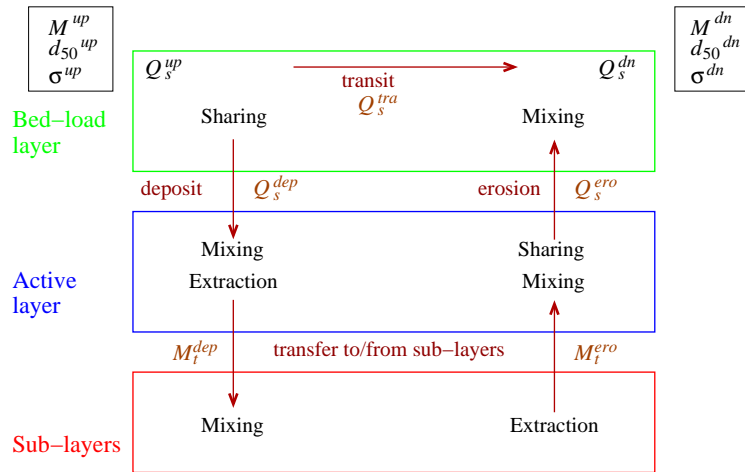 M^up
d_50^up
σ^up
M^dn
d_50^dn
σ^dn
Q_s^up
transit
Q_s^dn
Q_s^tra
Bed−load
layer
Sharing
Mixing
deposit
Q_s^dep
erosion
Q_s^ero
Active
layer
Mixing
Sharing
Extraction
Mixing
M_t^dep
transfer to/from sub−layers
M_t^ero
Sub−layers
Mixing
Extraction